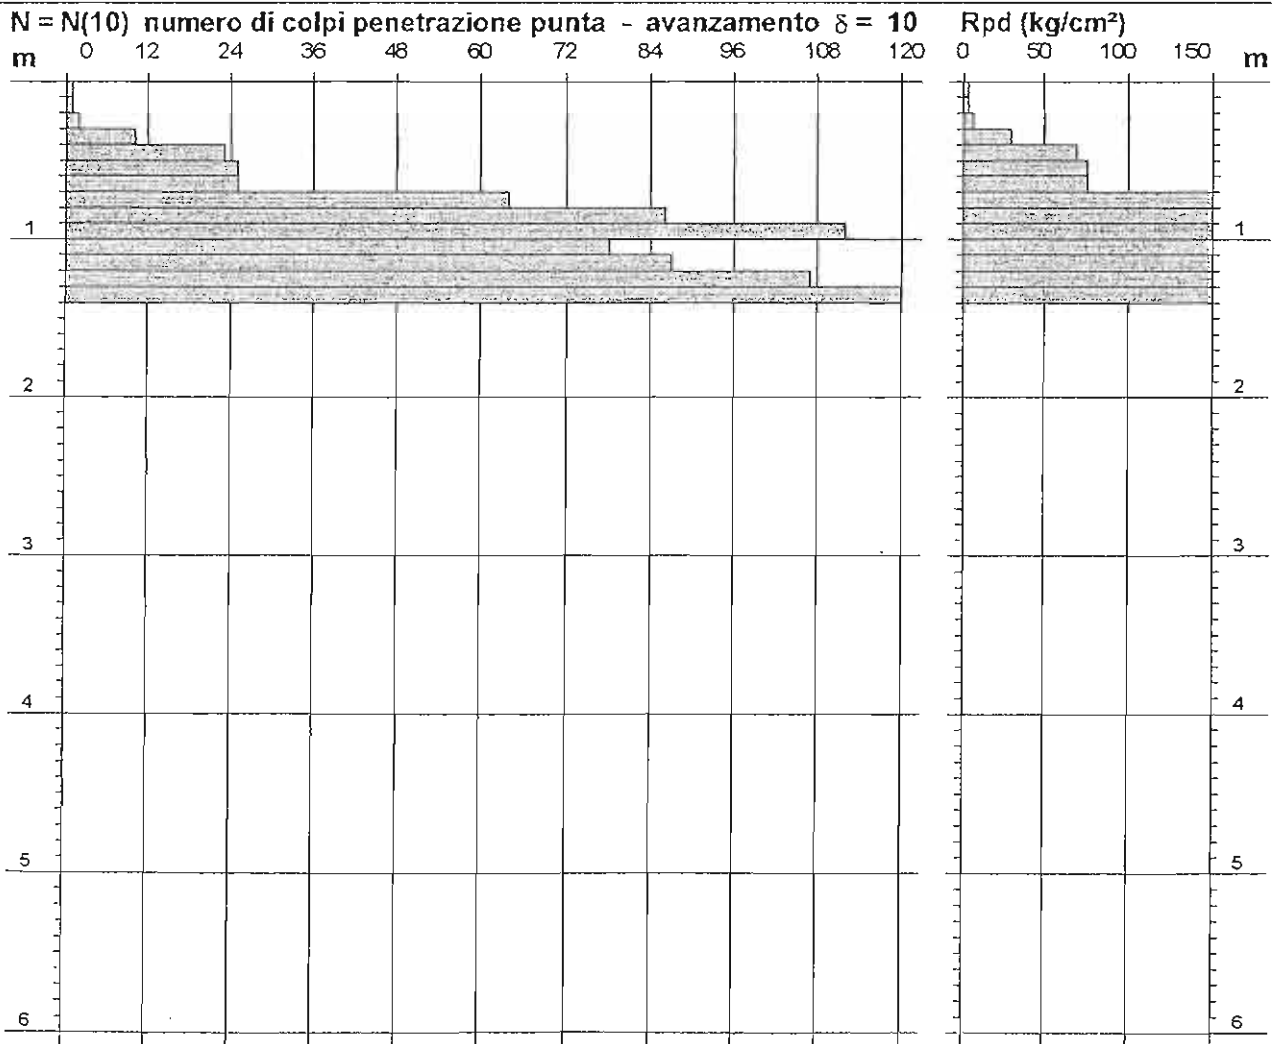 N = N(10) numero di colpi penetrazione punta - avanzamento δ = 10
Rpd (kg/cm²)
m 0 12 24 36 48 60 72 84 96 108 120
0 50 100 150 m
1 1
2 2
3 3
4 4
5 5
6 6